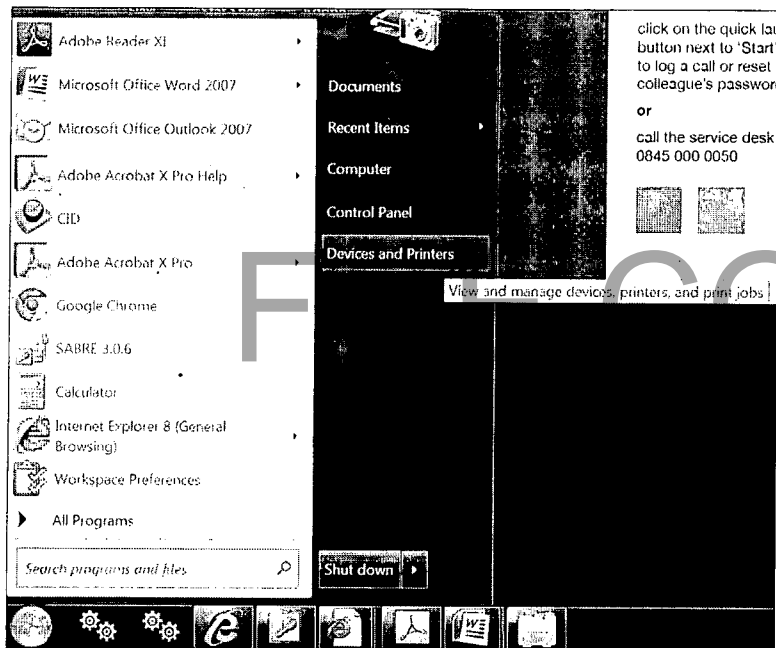 Adobe Reader XI
Microsoft Office Word 2007
Microsoft Office Outlook 2007
Adobe Acrobat X Pro Help
CiD
Adobe Acrobat X Pro
Google Chrome
SABRE 3.0.6
Calculator
Internet Explorer 8 (General
Browsing)
Workspace Preferences
All Programs
Search programs and files
Documents
Recent Items
Computer
Control Panel
Devices and Printers
View and manage devices, printers, and print jobs
Shut down
click on the quick lau
button next to 'Start'
to log a call or reset
colleague's password
or
call the service desk
0845 000 0050